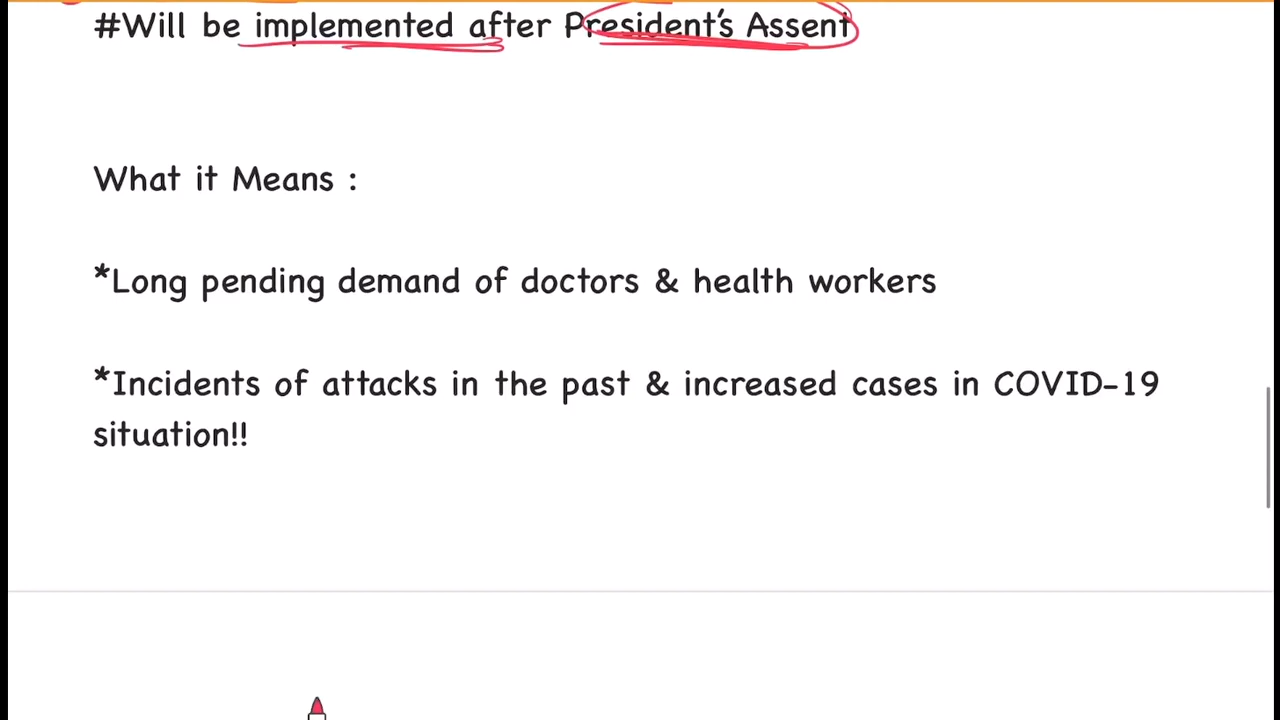 #Will be implemented after President's Assent
What it Means :
*Long pending demand of doctors & health workers
*Incidents of attacks in the past & increased cases in COVID-19
situation!!